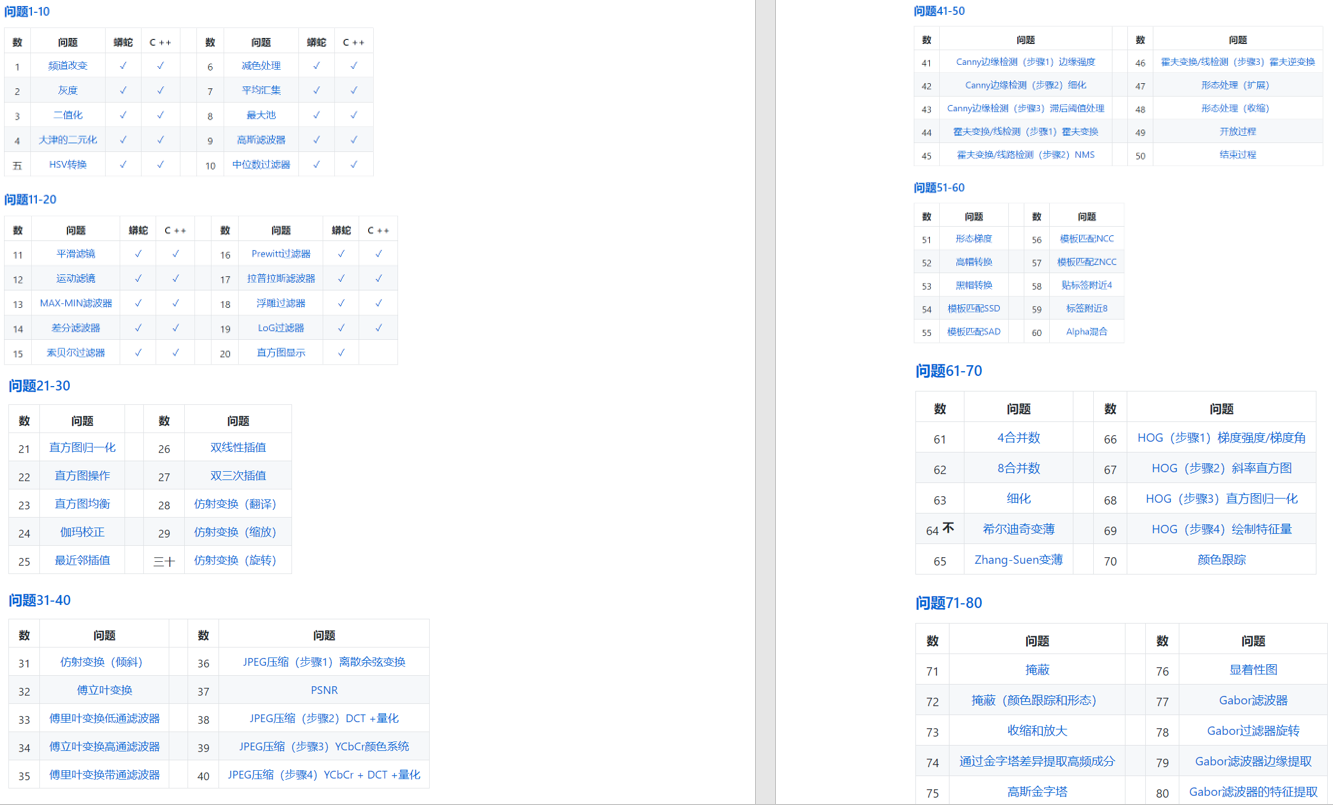 问题1-10
数 问题 蟒蛇 C ++ 数 问题 蟒蛇 C ++
1 频道改变 ✓ ✓ 6 减色处理 ✓ ✓
2 灰度 ✓ ✓ 7 平均汇集 ✓ ✓
3 二值化 ✓ ✓ 8 最大池 ✓ ✓
4 大津的二元化 ✓ ✓ 9 高斯滤波器 ✓ ✓
五 HSV转换 ✓ ✓ 10 中位数过滤器 ✓ ✓
问题11-20
数 问题 蟒蛇 C ++ 数 问题 蟒蛇 C ++
11 平滑滤镜 ✓ ✓ 16 Prewitt过滤器 ✓ ✓
12 运动滤镜 ✓ ✓ 17 拉普拉斯滤波器 ✓ ✓
13 MAX-MIN滤波器 ✓ ✓ 18 浮雕过滤器 ✓ ✓
14 差分滤波器 ✓ ✓ 19 LoG过滤器 ✓ ✓
15 索贝尔过滤器 ✓ ✓ 20 直方图显示 ✓
问题21-30
数 问题 数 问题
21 直方图归一化 26 双线性插值
22 直方图操作 27 双三次插值
23 直方图均衡 28 仿射变换（翻译）
24 伽玛校正 29 仿射变换（缩放）
25 最近邻插值 三十 仿射变换（旋转）
问题31-40
数 问题 数 问题
31 仿射变换（倾斜） 36 JPEG压缩（步骤1）离散余弦变换
32 傅立叶变换 37 PSNR
33 傅里叶变换低通滤波器 38 JPEG压缩（步骤2）DCT +量化
34 傅立叶变换高通滤波器 39 JPEG压缩（步骤3）YCbCr颜色系统
35 傅里叶变换带通滤波器 40 JPEG压缩（步骤4）YCbCr + DCT +量化
问题41-50
数 问题 数 问题
41 Canny边缘检测（步骤1）边缘强度 46 霍夫变换/线检测（步骤3）霍夫逆变换
42 Canny边缘检测（步骤2）细化 47 形态处理（扩展）
43 Canny边缘检测（步骤3）滞后阈值处理 48 形态处理（收缩）
44 霍夫变换/线检测（步骤1）霍夫变换 49 开放过程
45 霍夫变换/线路检测（步骤2）NMS 50 结束过程
问题51-60
数 问题 数 问题
51 形态梯度 56 模板匹配NCC
52 高帽转换 57 模板匹配ZNCC
53 黑帽转换 58 贴标签附近4
54 模板匹配SSD 59 标签附近8
55 模板匹配SAD 60 Alpha混合
问题61-70
数 问题 数 问题
61 4合并数 66 HOG（步骤1）梯度强度/梯度角
62 8合并数 67 HOG（步骤2）斜率直方图
63 细化 68 HOG（步骤3）直方图归一化
64 不 希尔迪奇变薄 69 HOG（步骤4）绘制特征量
65 Zhang-Suen变薄 70 颜色跟踪
问题71-80
数 问题 数 问题
71 掩蔽 76 显着性图
72 掩蔽（颜色跟踪和形态） 77 Gabor滤波器
73 收缩和放大 78 Gabor过滤器旋转
74 通过金字塔差异提取高频成分 79 Gabor滤波器边缘提取
75 高斯金字塔 80 Gabor滤波器的特征提取